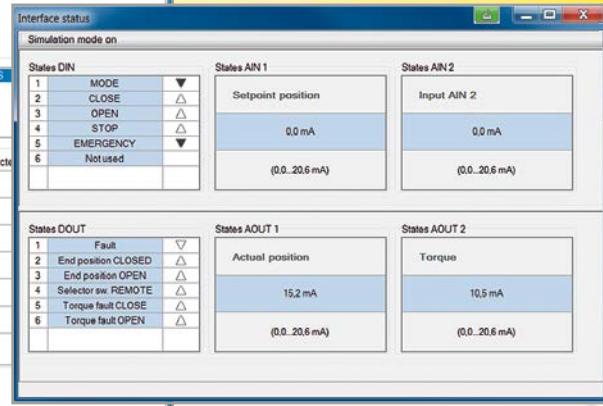 Interface status
Simulation mode on
States DIN
1 MODE
2 CLOSE
3 OPEN
4 STOP
5 EMERGENCY
6 Not used
States AIN 1
Setpoint position
0,0 mA
(0,0...20,6 mA)
States AIN 2
Input AIN 2
0,0 mA
(0,0...20,6 mA)
States DOUT
1 Fault
2 End position CLOSED
3 End position OPEN
4 Selector sw. REMOTE
5 Torque fault CLOSE
6 Torque fault OPEN
States AOUT 1
Actual position
15,2 mA
(0,0...20,6 mA)
States AOUT 2
Torque
10,5 mA
(0,0...20,6 mA)